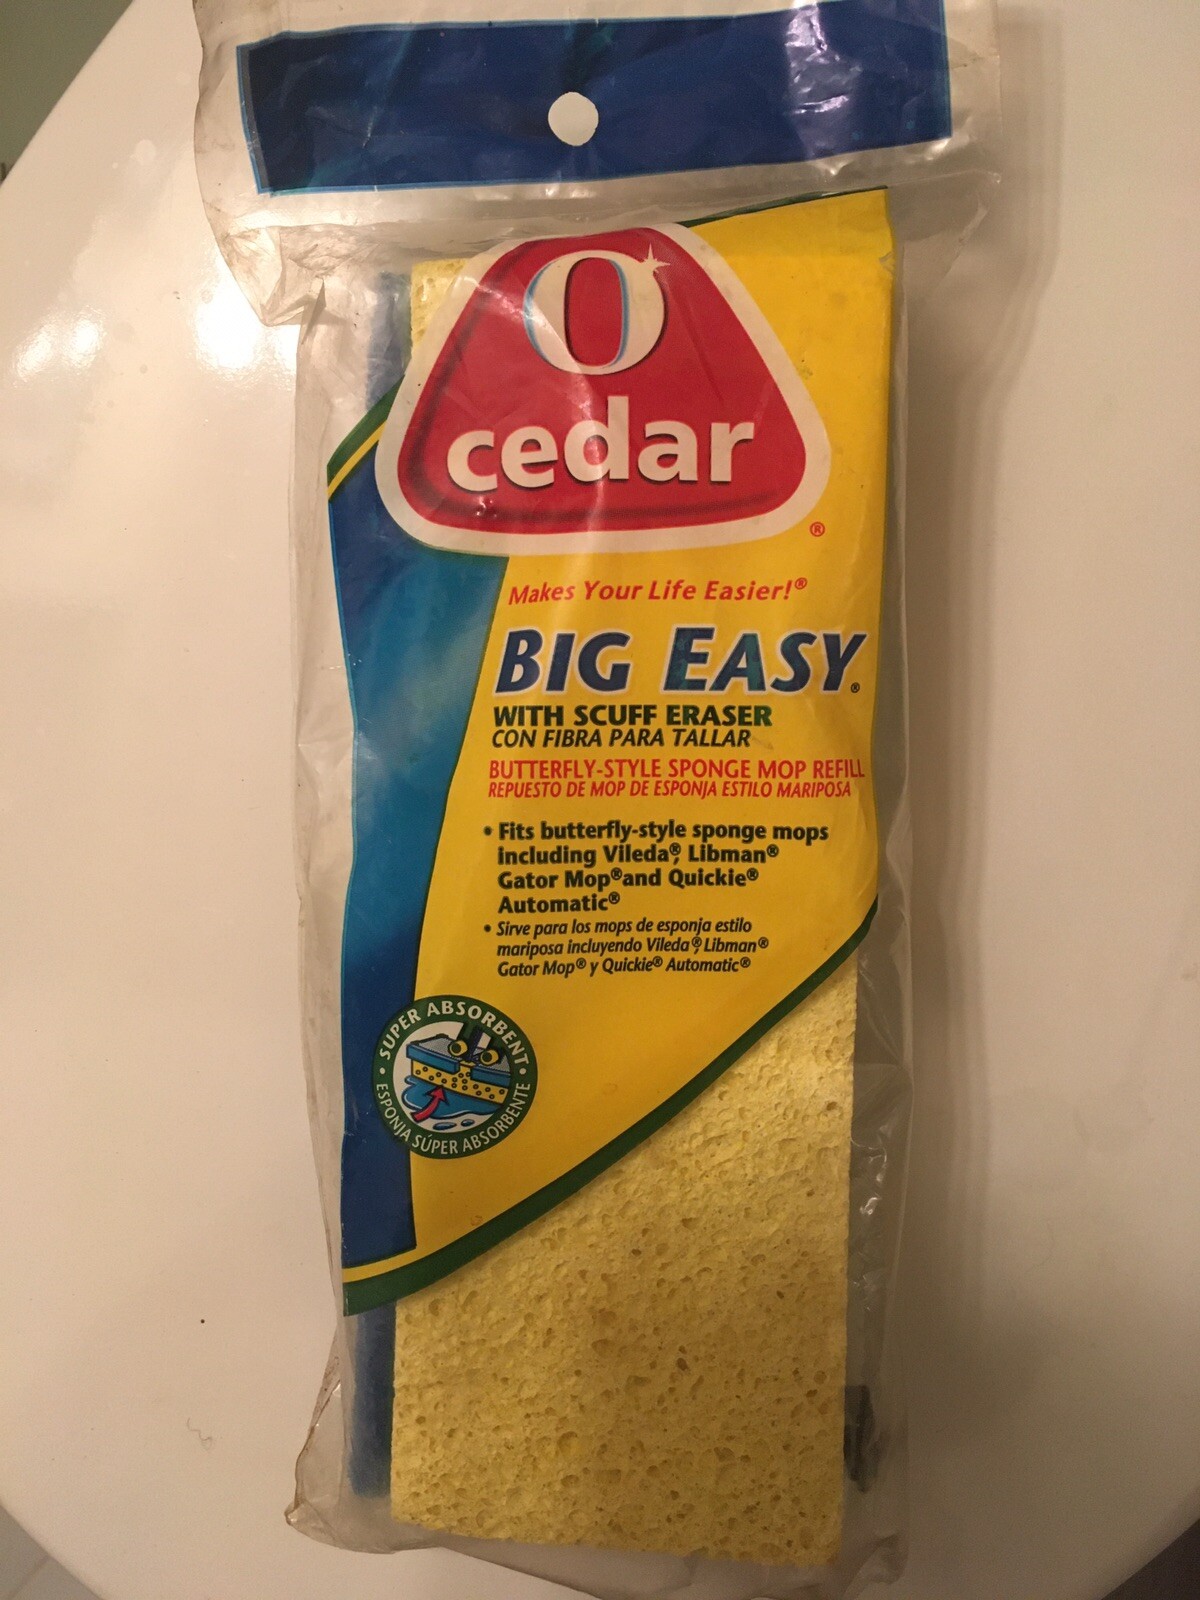 O
cedar
®
Makes Your Life Easier!®
BIG EASY®
WITH SCUFF ERASER
CON FIBRA PARA TALLAR
BUTTERFLY-STYLE SPONGE MOP REFILL
REPUESTO DE MOP DE ESPONJA ESTILO MARIPOSA
• Fits butterfly-style sponge mops
including Vileda®, Libman®
Gator Mop® and Quickie®
Automatic®
• Sirve para los mops de esponja estilo
mariposa incluyendo Vileda®, Libman®
Gator Mop® y Quickie® Automatic®
• SUPER ABSORBENT •
ESPONJA SÚPER ABSORBENTE